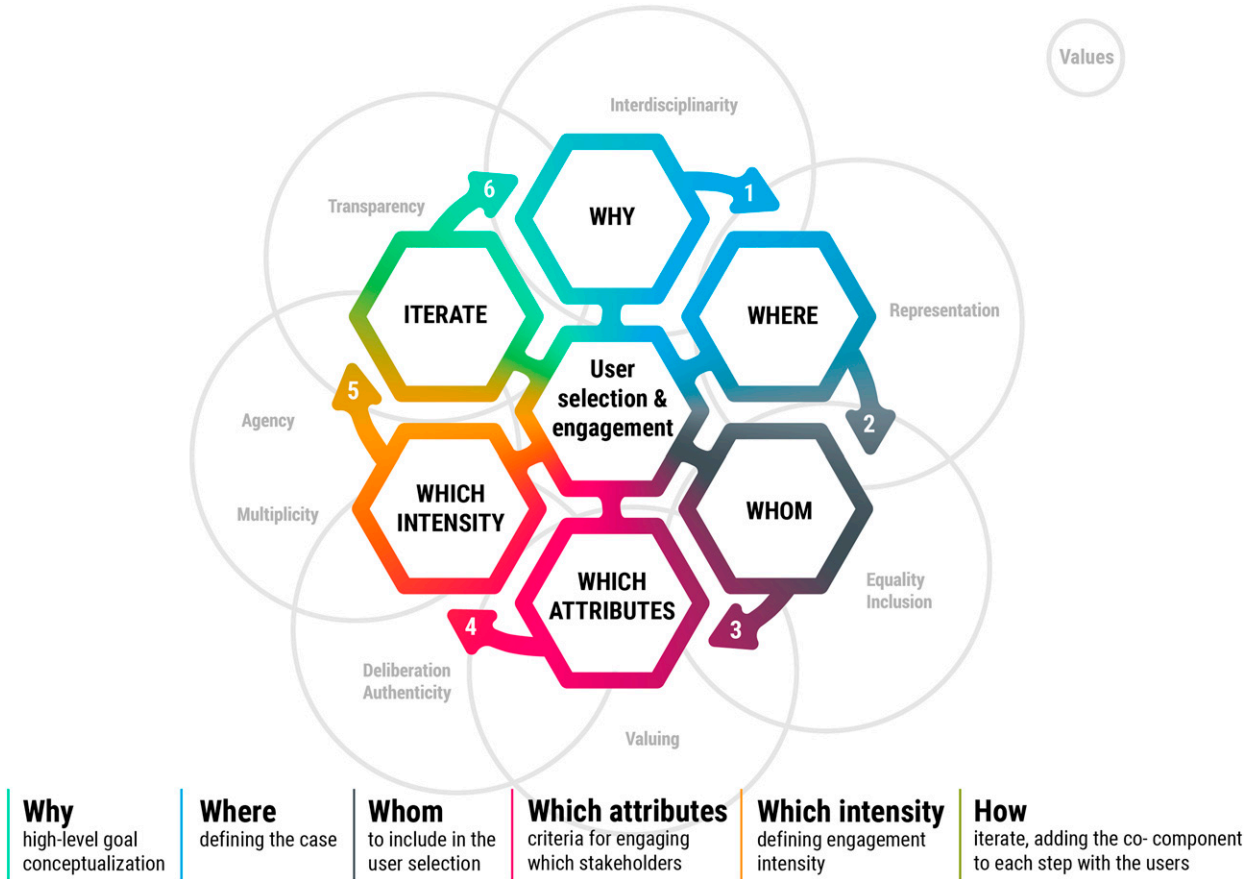 Values
Interdisciplinarity
WHY
1
6
Transparency
ITERATE
WHERE
Representation
User
selection &
engagement
5
2
Agency
Multiplicity
WHICH
INTENSITY
WHOM
Equality
Inclusion
WHICH
ATTRIBUTES
4
3
Deliberation
Authenticity
Valuing
Why
high-level goal
conceptualization
Where
defining the case
Whom
to include in the
user selection
Which attributes
criteria for engaging
which stakeholders
Which intensity
defining engagement
intensity
How
iterate, adding the co- component
to each step with the users